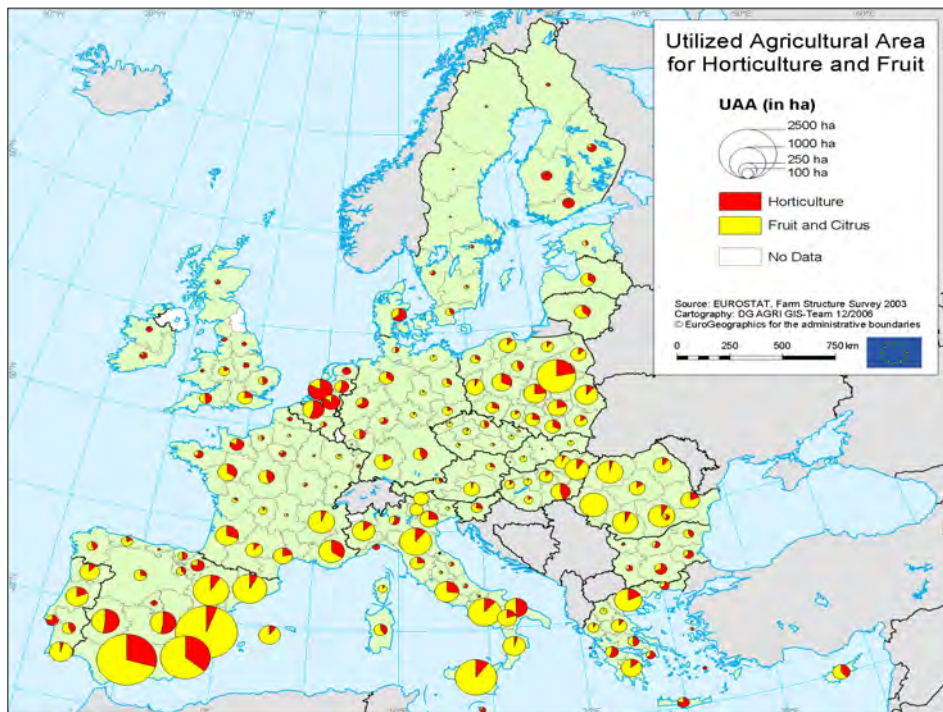 Utilized Agricultural Area
for Horticulture and Fruit
UAA (in ha)
2500 ha
1000 ha
250 ha
100 ha
Horticulture
Fruit and Citrus
No Data
Source: EUROSTAT, Farm Structure Survey 2003
Cartography: DG AGRI GIS-Team 12/2006
© EuroGeographics for the administrative boundaries
0 125 250 500 750 km